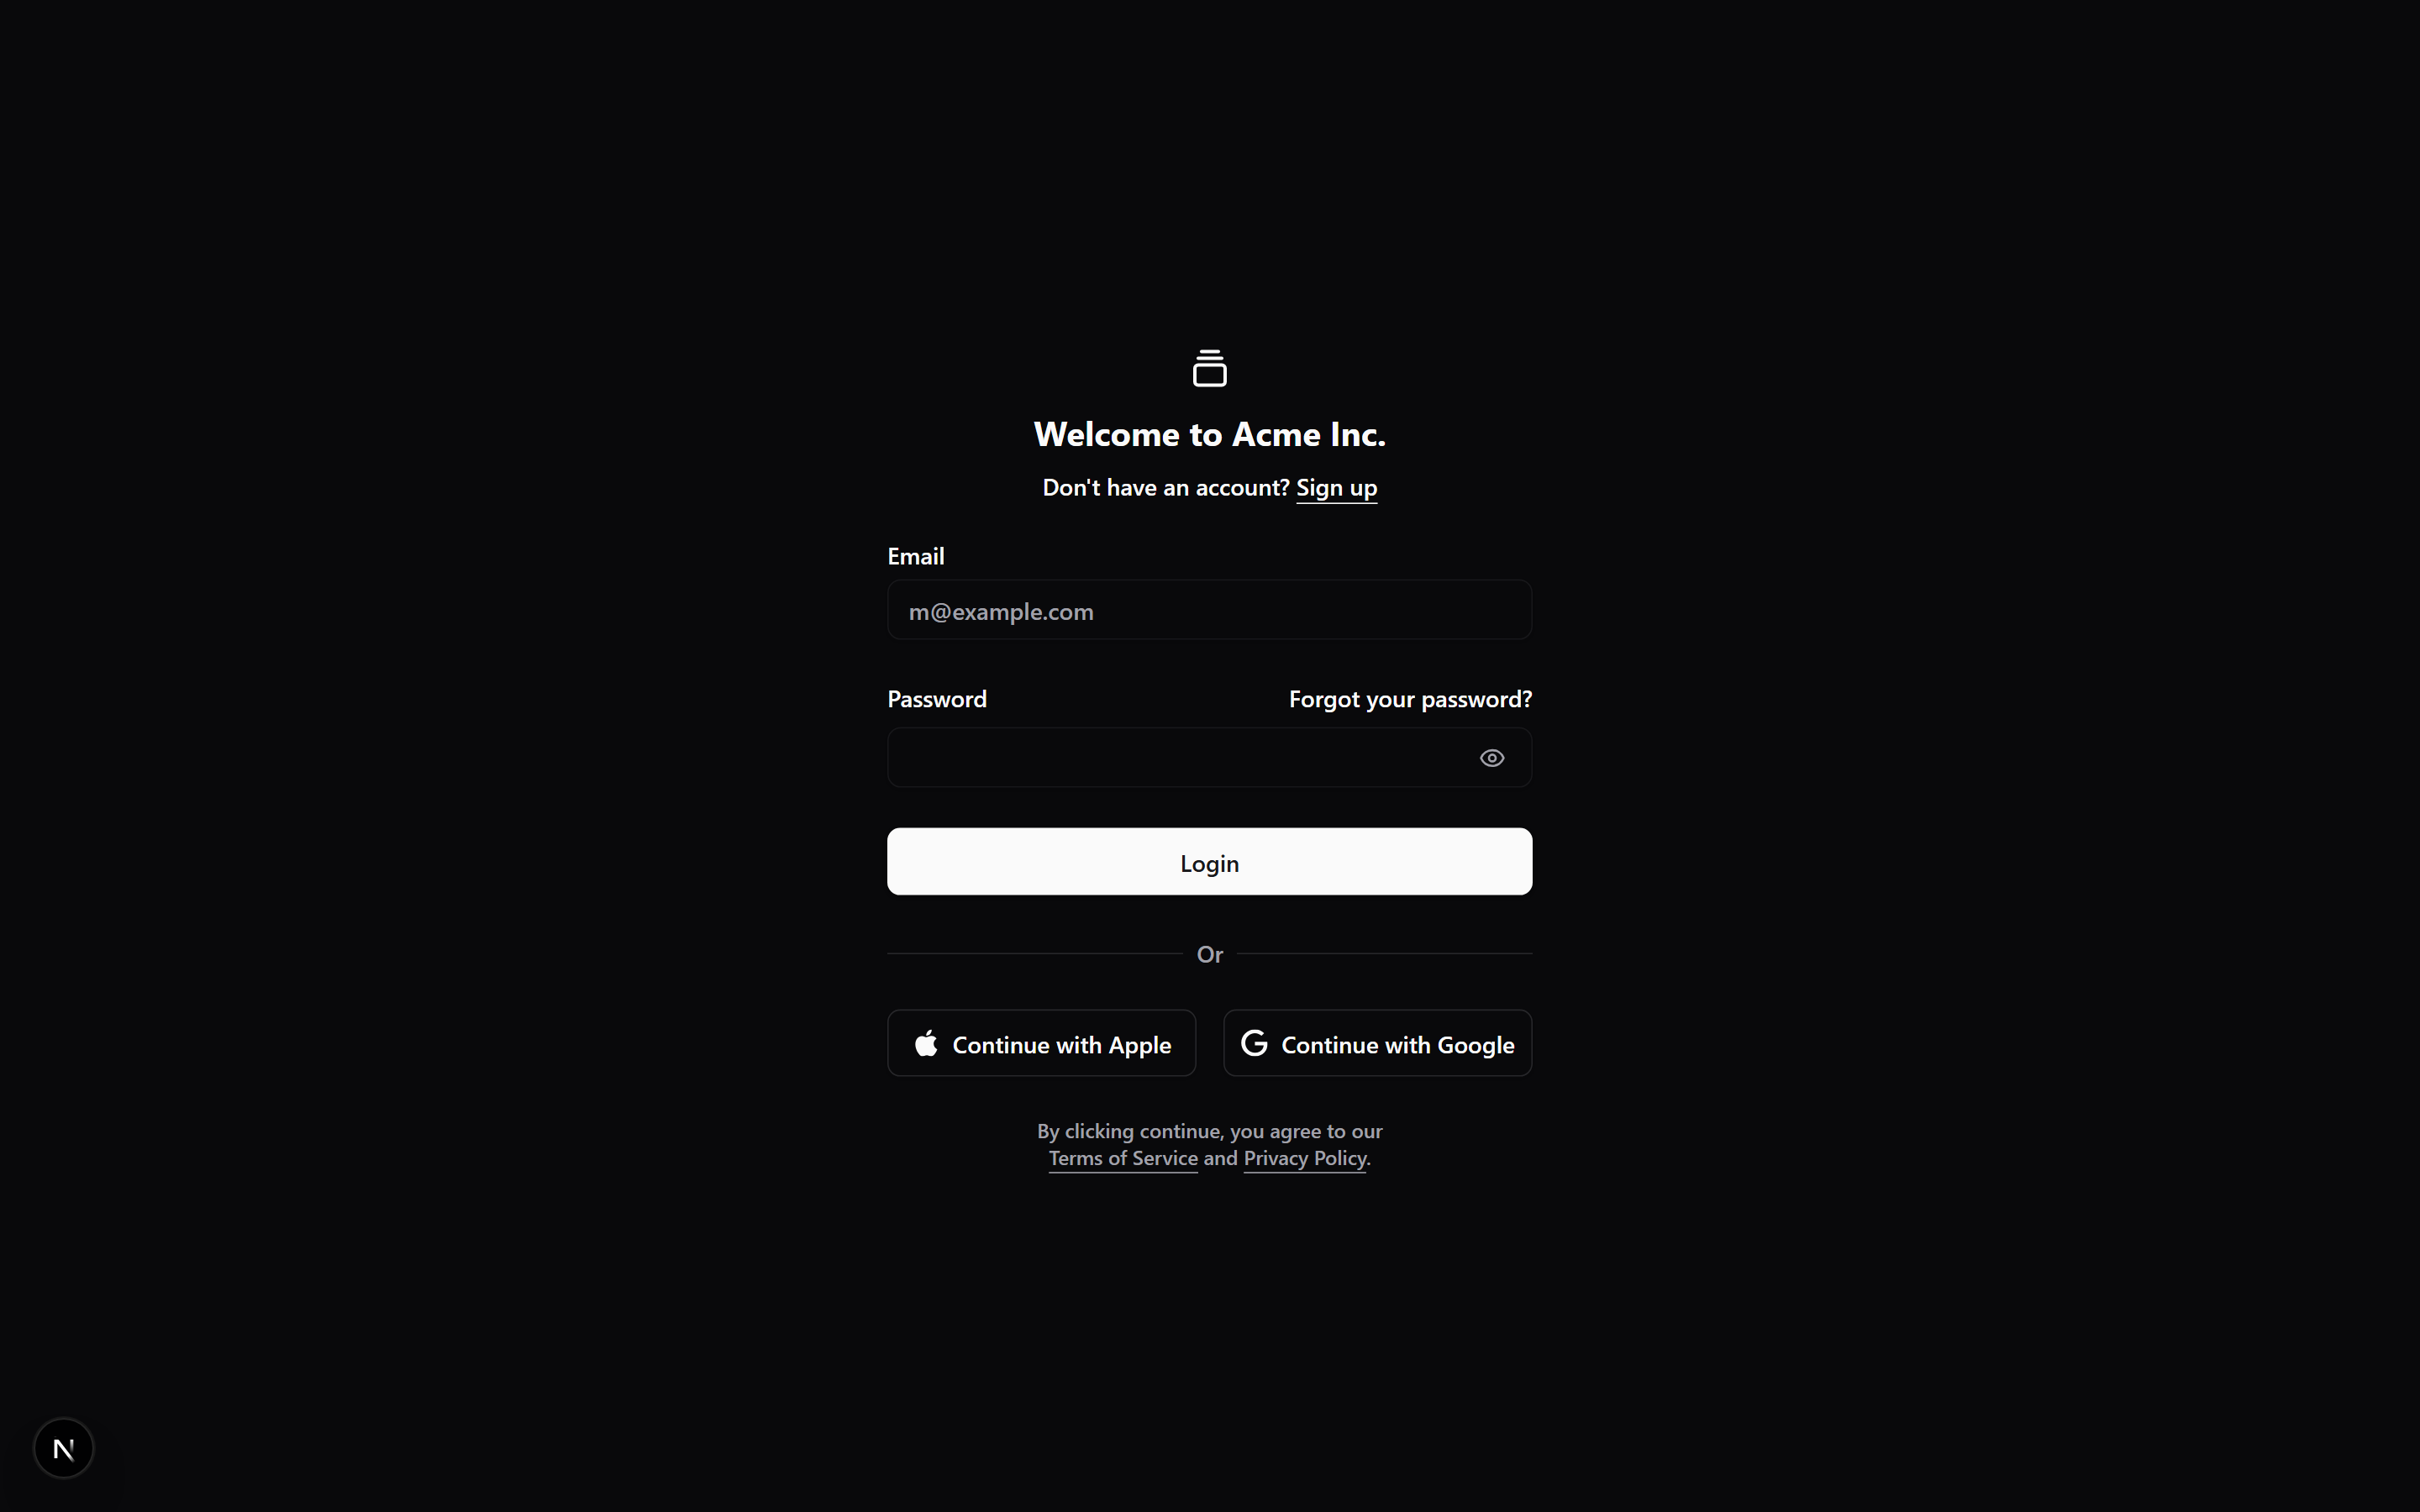 Welcome to Acme Inc.
Don't have an account? Sign up
Email
m@example.com
Password Forgot your password?
Login
Or
Continue with Apple Continue with Google
By clicking continue, you agree to our
Terms of Service and Privacy Policy.
N